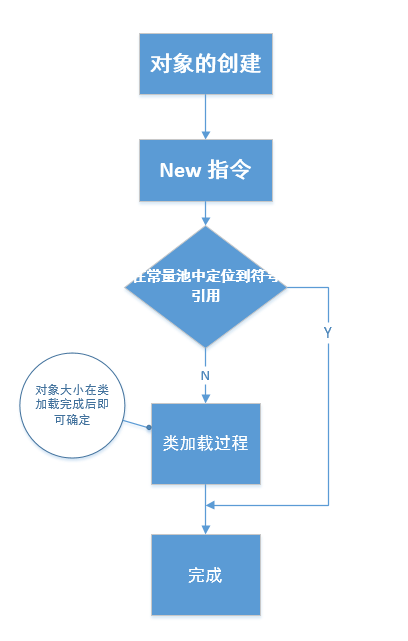 对象的创建
New 指令
在常量池中定位到符号
引用
Y
N
对象大小在类
加载完成后即
可确定
类加载过程
完成